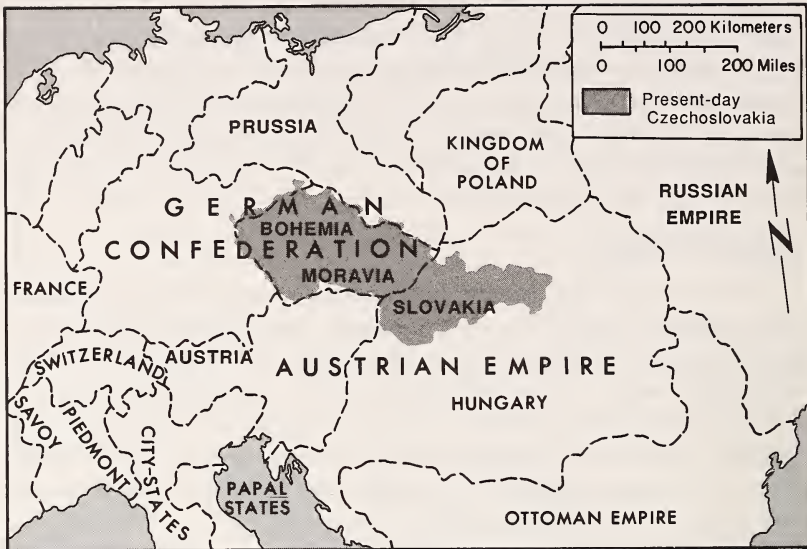 0 100 200 Kilometers
0 100 200 Miles
Present-day
Czechoslovakia
PRUSSIA
KINGDOM
OF
POLAND
RUSSIAN
EMPIRE
N
GERMAN
CONFEDERATION
BOHEMIA
MORAVIA
FRANCE
SLOVAKIA
SWITZERLAND
AUSTRIA
AUSTRIAN EMPIRE
HUNGARY
SAVOY
PIEDMONT
CITY-STATES
PAPAL
STATES
OTTOMAN EMPIRE